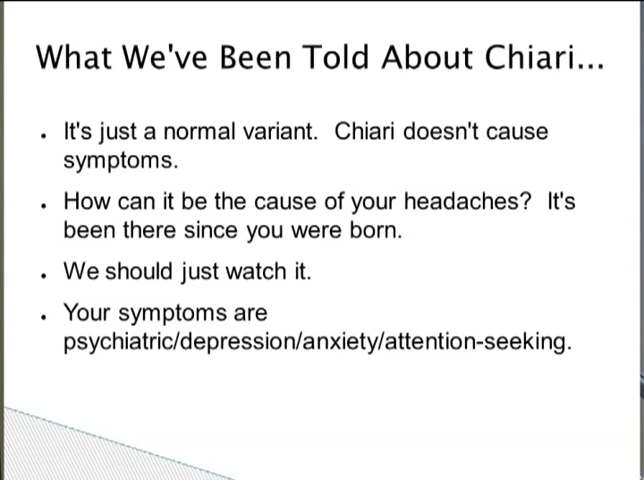 What We've Been Told About Chiari...
• It's just a normal variant.  Chiari doesn't cause
symptoms.
• How can it be the cause of your headaches?  It's
been there since you were born.
• We should just watch it.
• Your symptoms are
psychiatric/depression/anxiety/attention-seeking.